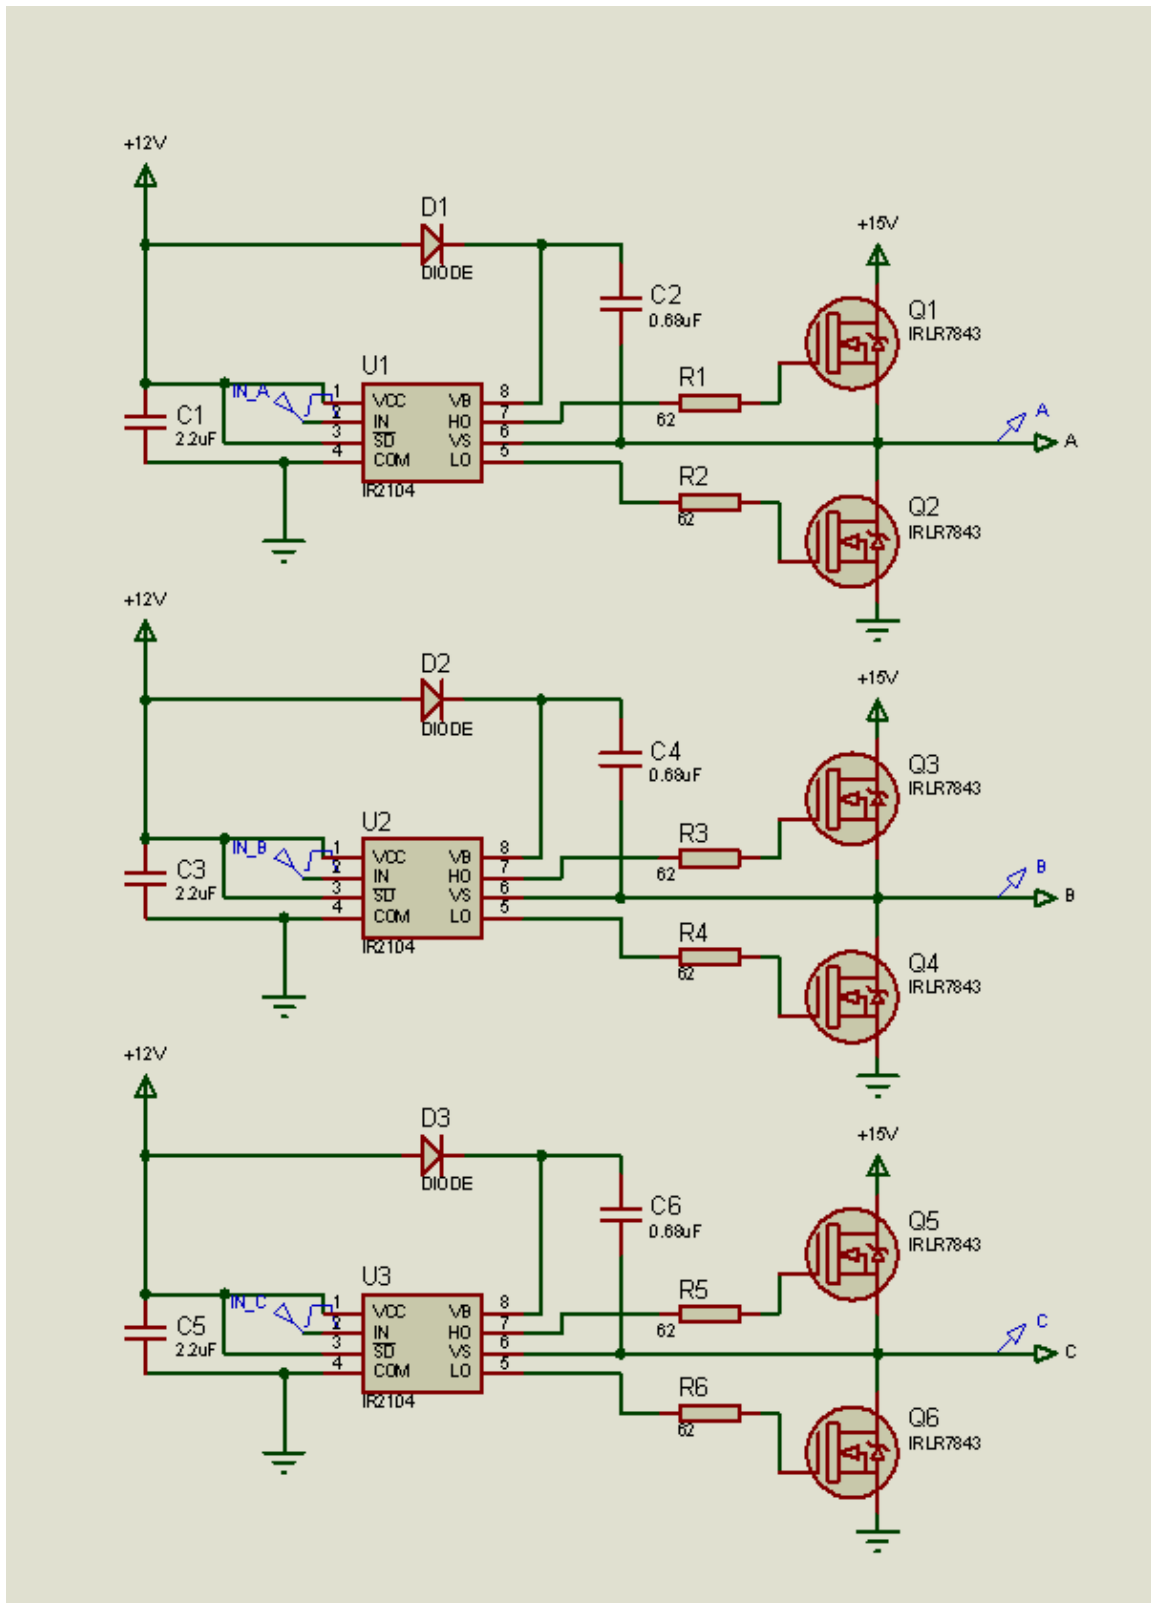 +12V
D1
DIODE
+15V
C2
0.68uF
Q1
IRLR7843
U1
R1
62
IN_A
C1
2.2uF
1 VCC VB 8
2 IN HO 7
3 SD VS 6
4 COM LO 5
IR2104
A
A
R2
62
Q2
IRLR7843
+12V
D2
DIODE
+15V
C4
0.68uF
Q3
IRLR7843
U2
R3
62
IN_B
C3
2.2uF
1 VCC VB 8
2 IN HO 7
3 SD VS 6
4 COM LO 5
IR2104
B
B
R4
62
Q4
IRLR7843
+12V
D3
DIODE
+15V
C6
0.68uF
Q5
IRLR7843
U3
R5
62
IN_C
C5
2.2uF
1 VCC VB 8
2 IN HO 7
3 SD VS 6
4 COM LO 5
IR2104
C
C
R6
62
Q6
IRLR7843